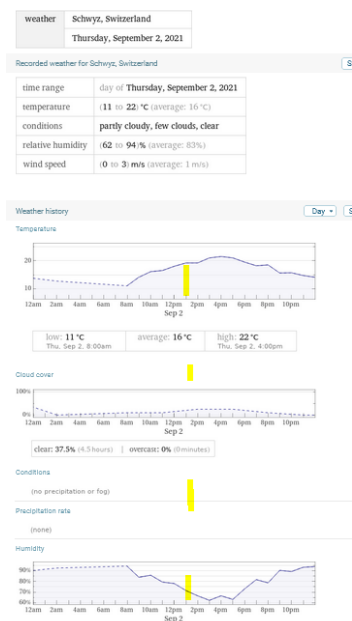 weather Schwyz, Switzerland
Thursday, September 2, 2021
Recorded weather for Schwyz, Switzerland
time range day of Thursday, September 2, 2021
temperature (11 to 22) °C (average: 16 °C)
conditions partly cloudy, few clouds, clear
relative humidity (62 to 94)% (average: 83%)
wind speed (0 to 3) m/s (average: 1 m/s)
Weather history Day
Temperature
20
10
12am 2am 4am 6am 8am 10am 12pm 2pm 4pm 6pm 8pm 10pm
Sep 2
low: 11 °C average: 16 °C high: 22 °C
Thu, Sep 2, 8:00am Thu, Sep 2, 4:00pm
Cloud cover
100%
0%
12am 2am 4am 6am 8am 10am 12pm 2pm 4pm 6pm 8pm 10pm
Sep 2
clear: 37.5% (4.5 hours) | overcast: 0% (0 minutes)
Conditions
(no precipitation or fog)
Precipitation rate
(none)
Humidity
90%
80%
70%
60%
12am 2am 4am 6am 8am 10am 12pm 2pm 4pm 6pm 8pm 10pm
Sep 2